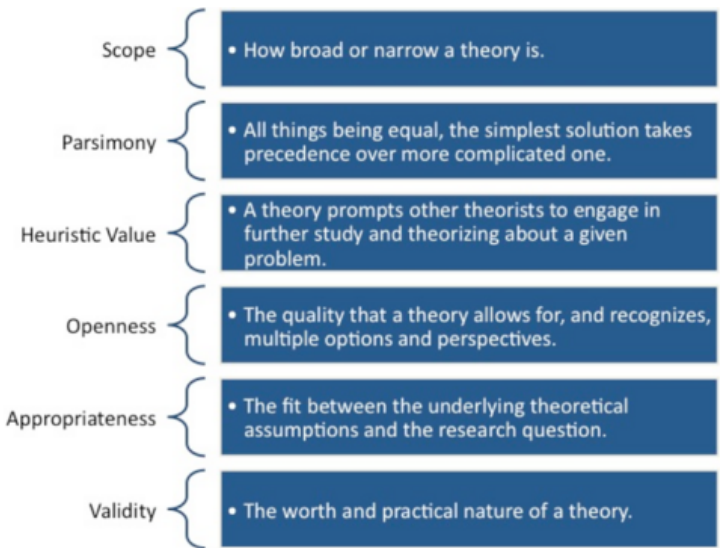 Scope
• How broad or narrow a theory is.
Parsimony
• All things being equal, the simplest solution takes
precedence over more complicated one.
Heuristic Value
• A theory prompts other theorists to engage in
further study and theorizing about a given
problem.
Openness
• The quality that a theory allows for, and recognizes,
multiple options and perspectives.
Appropriateness
• The fit between the underlying theoretical
assumptions and the research question.
Validity
• The worth and practical nature of a theory.